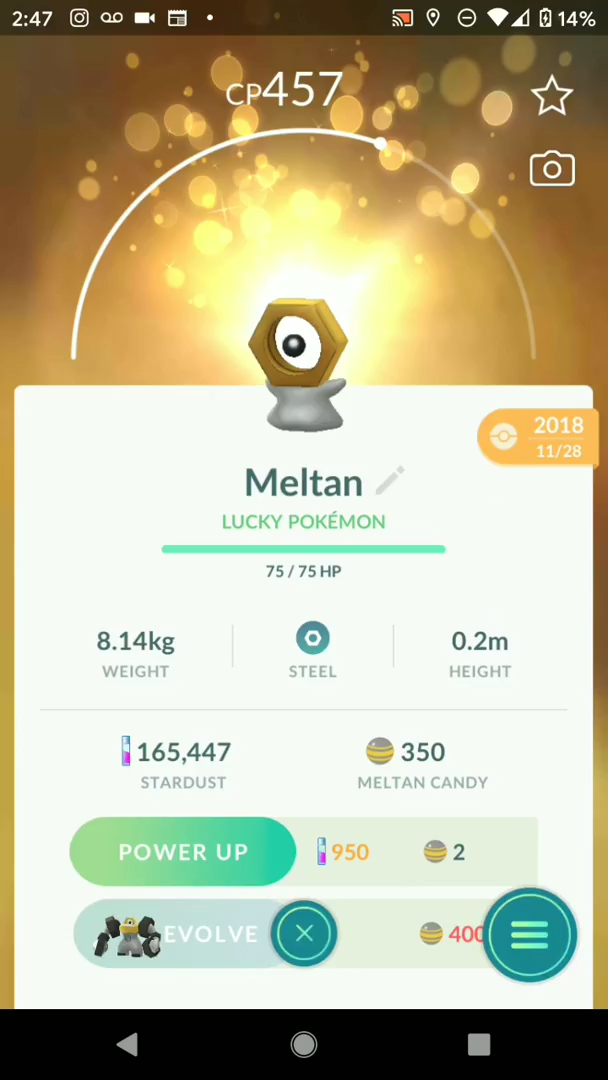 2:47
14%
CP457
2018
11/28
Meltan
LUCKY POKÉMON
75 / 75 HP
8.14kg
0.2m
WEIGHT
STEEL
HEIGHT
165,447
350
STARDUST
MELTAN CANDY
POWER UP
950
2
EVOLVE
400